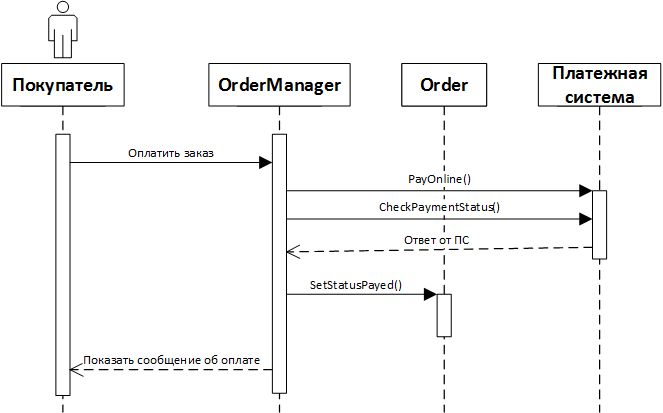 Покупатель
OrderManager
Order
Платежная
система
Оплатить заказ
PayOnline()
CheckPaymentStatus()
Ответ от ПС
SetStatusPayed()
Показать сообщение об оплате